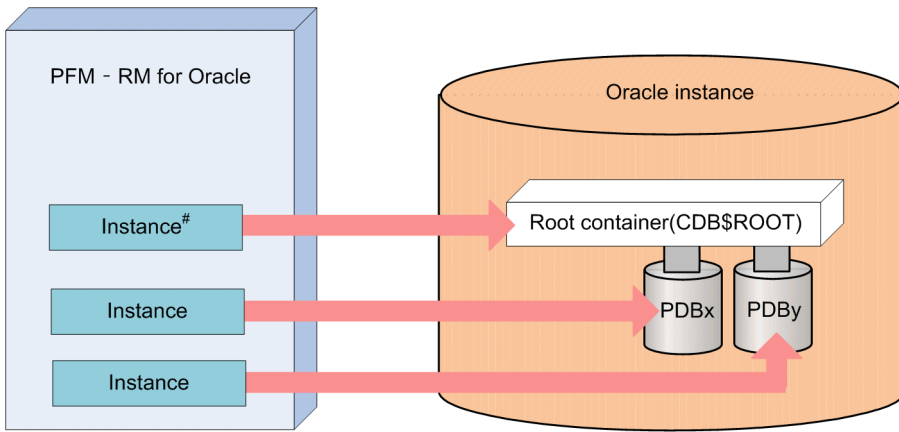 PFM - RM for Oracle
Oracle instance
Instance#
Root container(CDB$ROOT)
Instance
PDBx
PDBy
Instance